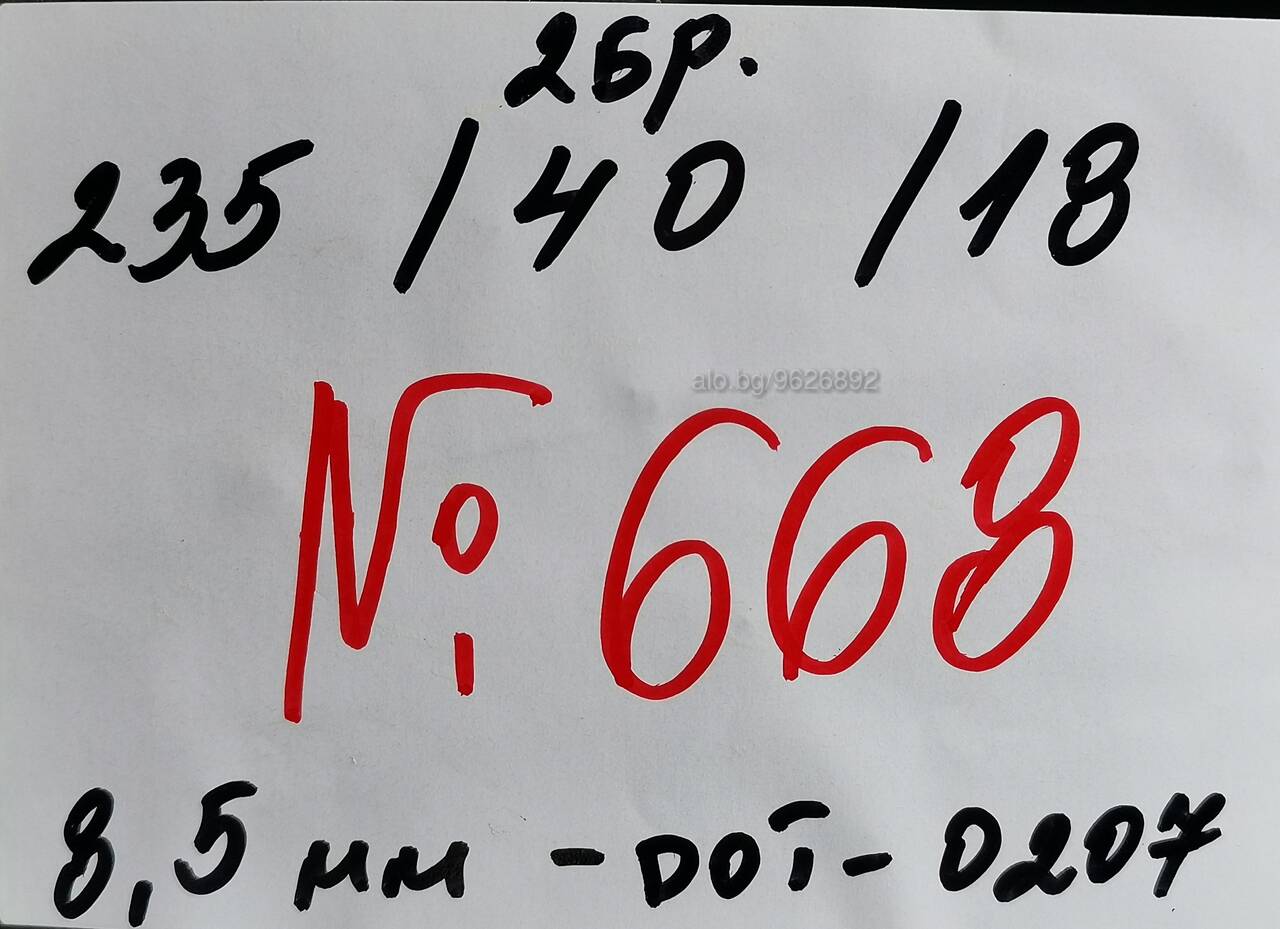 2бр.
235 / 40 / 18
alo.bg/9626892
№ 668
8,5 мм - DOT - 0207